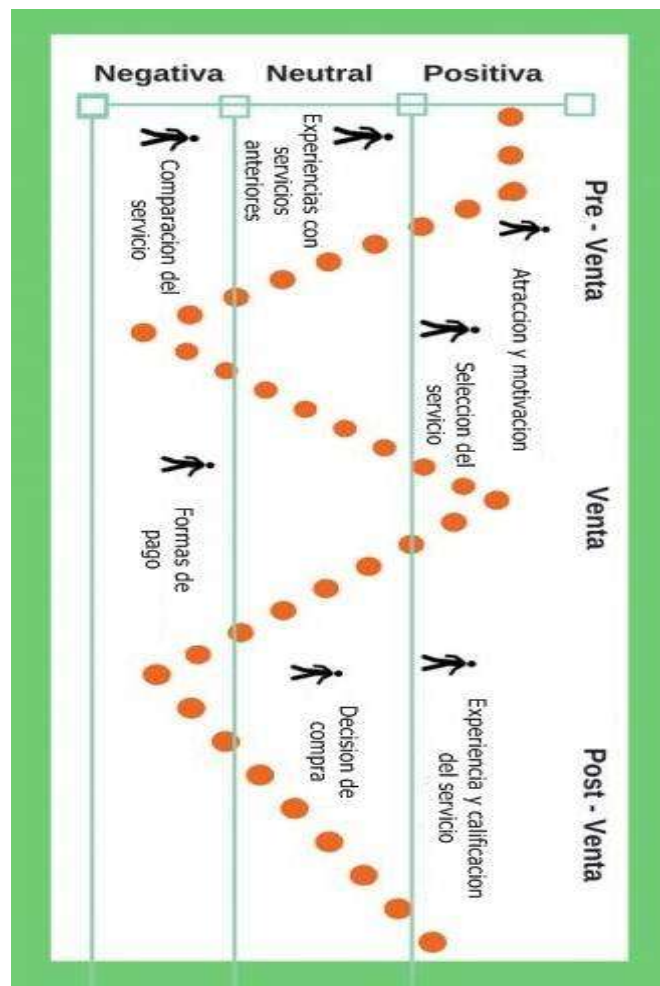 Negativa
Neutral
Positiva
Pre - Venta
Venta
Post - Venta
Atraccion y motivacion
Experiencias con
servicios
anteriores
Comparacion del
servicio
Seleccion del
servicio
Formas de
pago
Experiencia y calificacion
del servicio
Decision de
compra